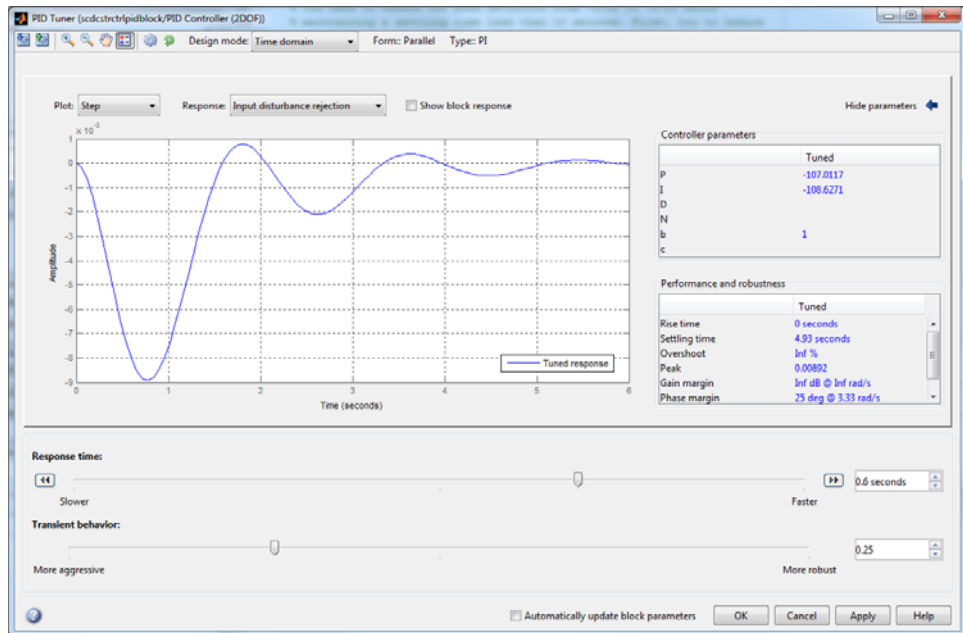 PID Tuner (scdcstrctrlpidblock/PID Controller (2DOF))
Design mode: Time domain Form:: Parallel Type:: PI
Plot: Step Response: Input disturbance rejection Show block response Hide parameters
x 10^-3
1
0
-1
-2
-3
-4
-5
-6
-7
-8
-9
Amplitude
0 1 2 3 4 5 6
Time (seconds)
Tuned response
Controller parameters
Tuned
P -107.0117
I -108.6271
D
N
b 1
c
Performance and robustness
Tuned
Rise time 0 seconds
Settling time 4.93 seconds
Overshoot Inf %
Peak 0.00892
Gain margin Inf dB @ Inf rad/s
Phase margin 25 deg @ 3.33 rad/s
Response time:
0.6 seconds
Slower Faster
Transient behavior:
0.25
More aggressive More robust
Automatically update block parameters OK Cancel Apply Help